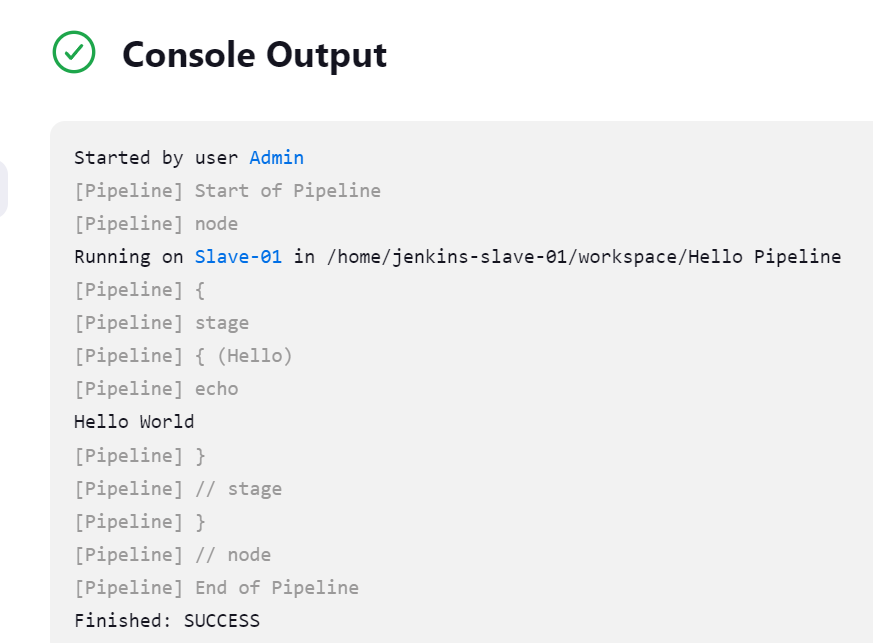 Console Output
Started by user Admin
[Pipeline] Start of Pipeline
[Pipeline] node
Running on Slave-01 in /home/jenkins-slave-01/workspace/Hello Pipeline
[Pipeline] {
[Pipeline] stage
[Pipeline] { (Hello)
[Pipeline] echo
Hello World
[Pipeline] }
[Pipeline] // stage
[Pipeline] }
[Pipeline] // node
[Pipeline] End of Pipeline
Finished: SUCCESS